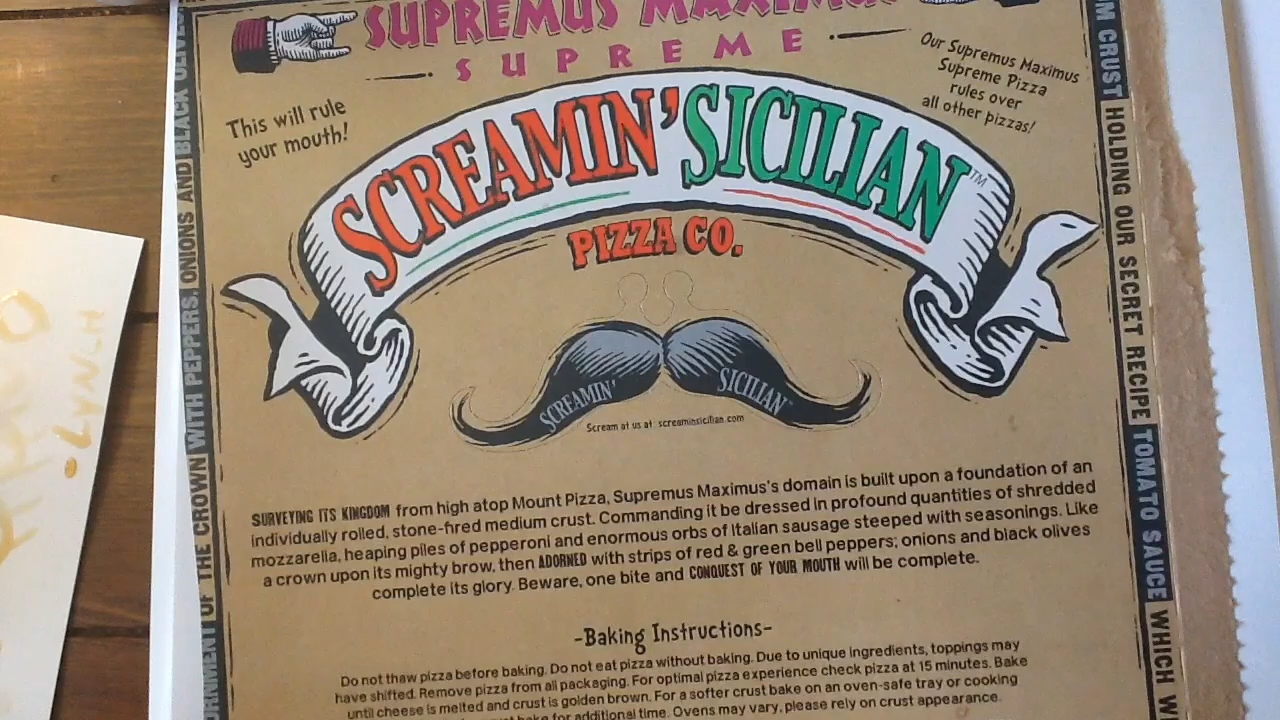 SUPREMUS MAXIMUS
SUPREME
This will rule
your mouth!
Our Supremus Maximus
Supreme Pizza
rules over
all other pizzas!
SCREAMIN' SICILIAN™
PIZZA CO.
SCREAMIN' SICILIAN™
Scream at us at: screaminsicilian.com
SURVEYING ITS KINGDOM from high atop Mount Pizza, Supremus Maximus's domain is built upon a foundation of an
individually rolled, stone-fired medium crust. Commanding it be dressed in profound quantities of shredded
mozzarella, heaping piles of pepperoni and enormous orbs of Italian sausage steeped with seasonings. Like
a crown upon its mighty brow, then ADORNED with strips of red & green bell peppers; onions and black olives
complete its glory. Beware, one bite and CONQUEST OF YOUR MOUTH will be complete.
-Baking Instructions-
Do not thaw pizza before baking. Do not eat pizza without baking. Due to unique ingredients, toppings may
have shifted. Remove pizza from all packaging. For optimal pizza experience check pizza at 15 minutes. Bake
until cheese is melted and crust is golden brown. For a softer crust bake on an oven-safe tray or cooking
bake for additional time. Ovens may vary, please rely on crust appearance.
OF THE CROWN WITH PEPPERS, ONIONS AND BLACK OLIVE
CRUST HOLDING OUR SECRET RECIPE TOMATO SAUCE WHICH
LYNCH